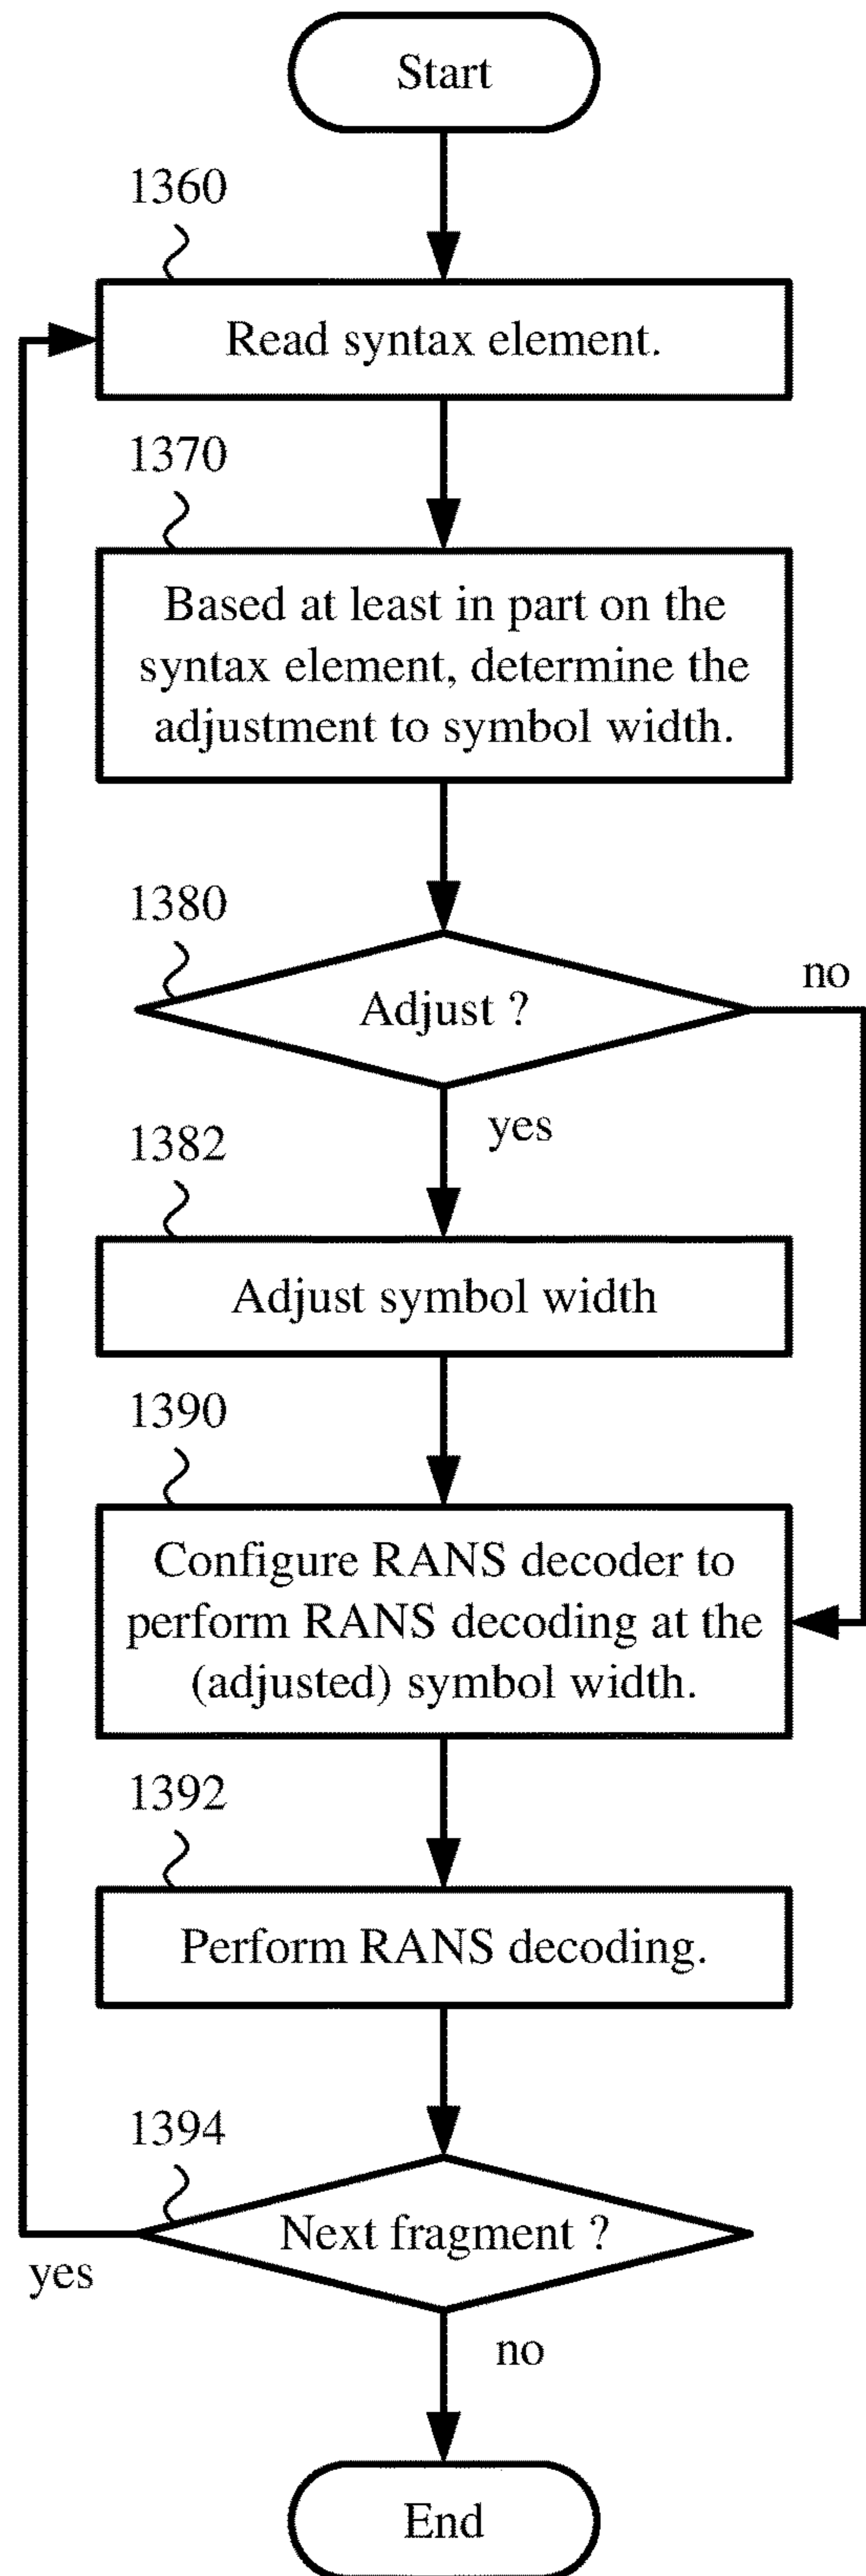 Start
1360
Read syntax element.
1370
Based at least in part on the
syntax element, determine the
adjustment to symbol width.
1380
no
Adjust ?
yes
1382
Adjust symbol width
1390
Configure RANS decoder to
perform RANS decoding at the
(adjusted) symbol width.
1392
Perform RANS decoding.
1394
Next fragment ?
yes
no
End